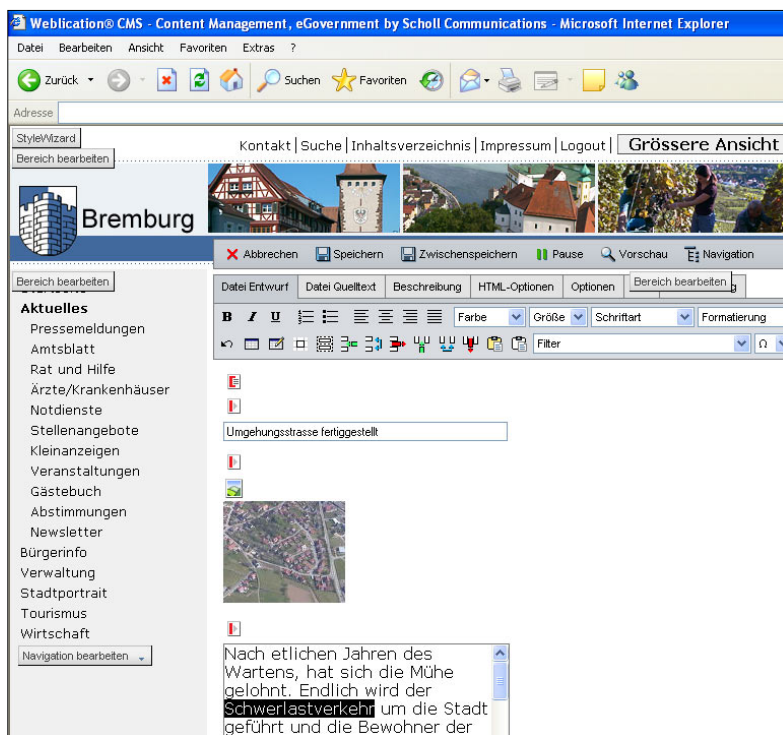 Weblication® CMS - Content Management, eGovernment by Scholl Communications - Microsoft Internet Explorer
Datei Bearbeiten Ansicht Favoriten Extras ?
Zurück Suchen Favoriten
Adresse
StyleWizard
Bereich bearbeiten
Kontakt | Suche | Inhaltsverzeichnis | Impressum | Logout | Grössere Ansicht
Bremburg
Abbrechen Speichern Zwischenspeichern Pause Vorschau Navigation
Bereich bearbeiten
Datei Entwurf Datei Quelltext Beschreibung HTML-Optionen Optionen Bereich bearbeiten
B I U Farbe Größe Schriftart Formatierung
Filter Ω
Aktuelles
Pressemeldungen
Amtsblatt
Rat und Hilfe
Ärzte/Krankenhäuser
Notdienste
Stellenangebote
Kleinanzeigen
Veranstaltungen
Gästebuch
Abstimmungen
Newsletter
Bürgerinfo
Verwaltung
Stadtportrait
Tourismus
Wirtschaft
Navigation bearbeiten
Umgehungsstrasse fertiggestellt
Nach etlichen Jahren des
Wartens, hat sich die Mühe
gelohnt. Endlich wird der
Schwerlastverkehr um die Stadt
geführt und die Bewohner der